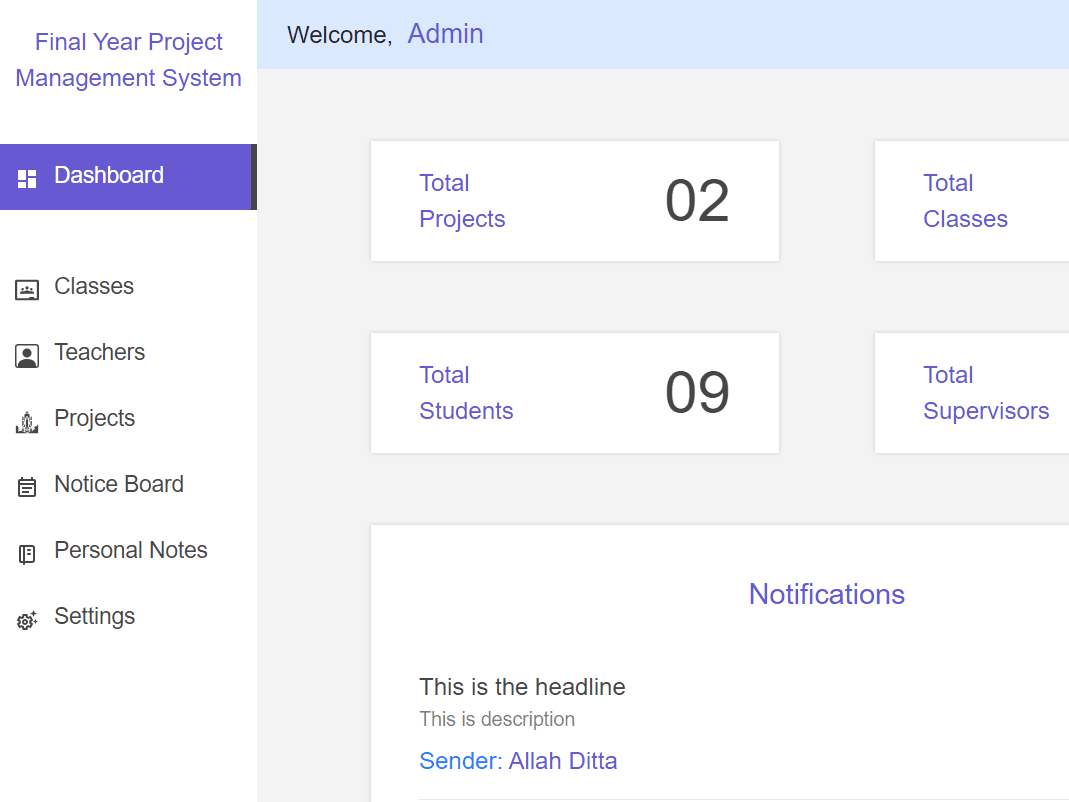 Final Year Project
Management System
Welcome, Admin
Dashboard
Classes
Teachers
Projects
Notice Board
Personal Notes
Settings
Total
Projects
02
Total
Classes
Total
Students
09
Total
Supervisors
Notifications
This is the headline
This is description
Sender: Allah Ditta